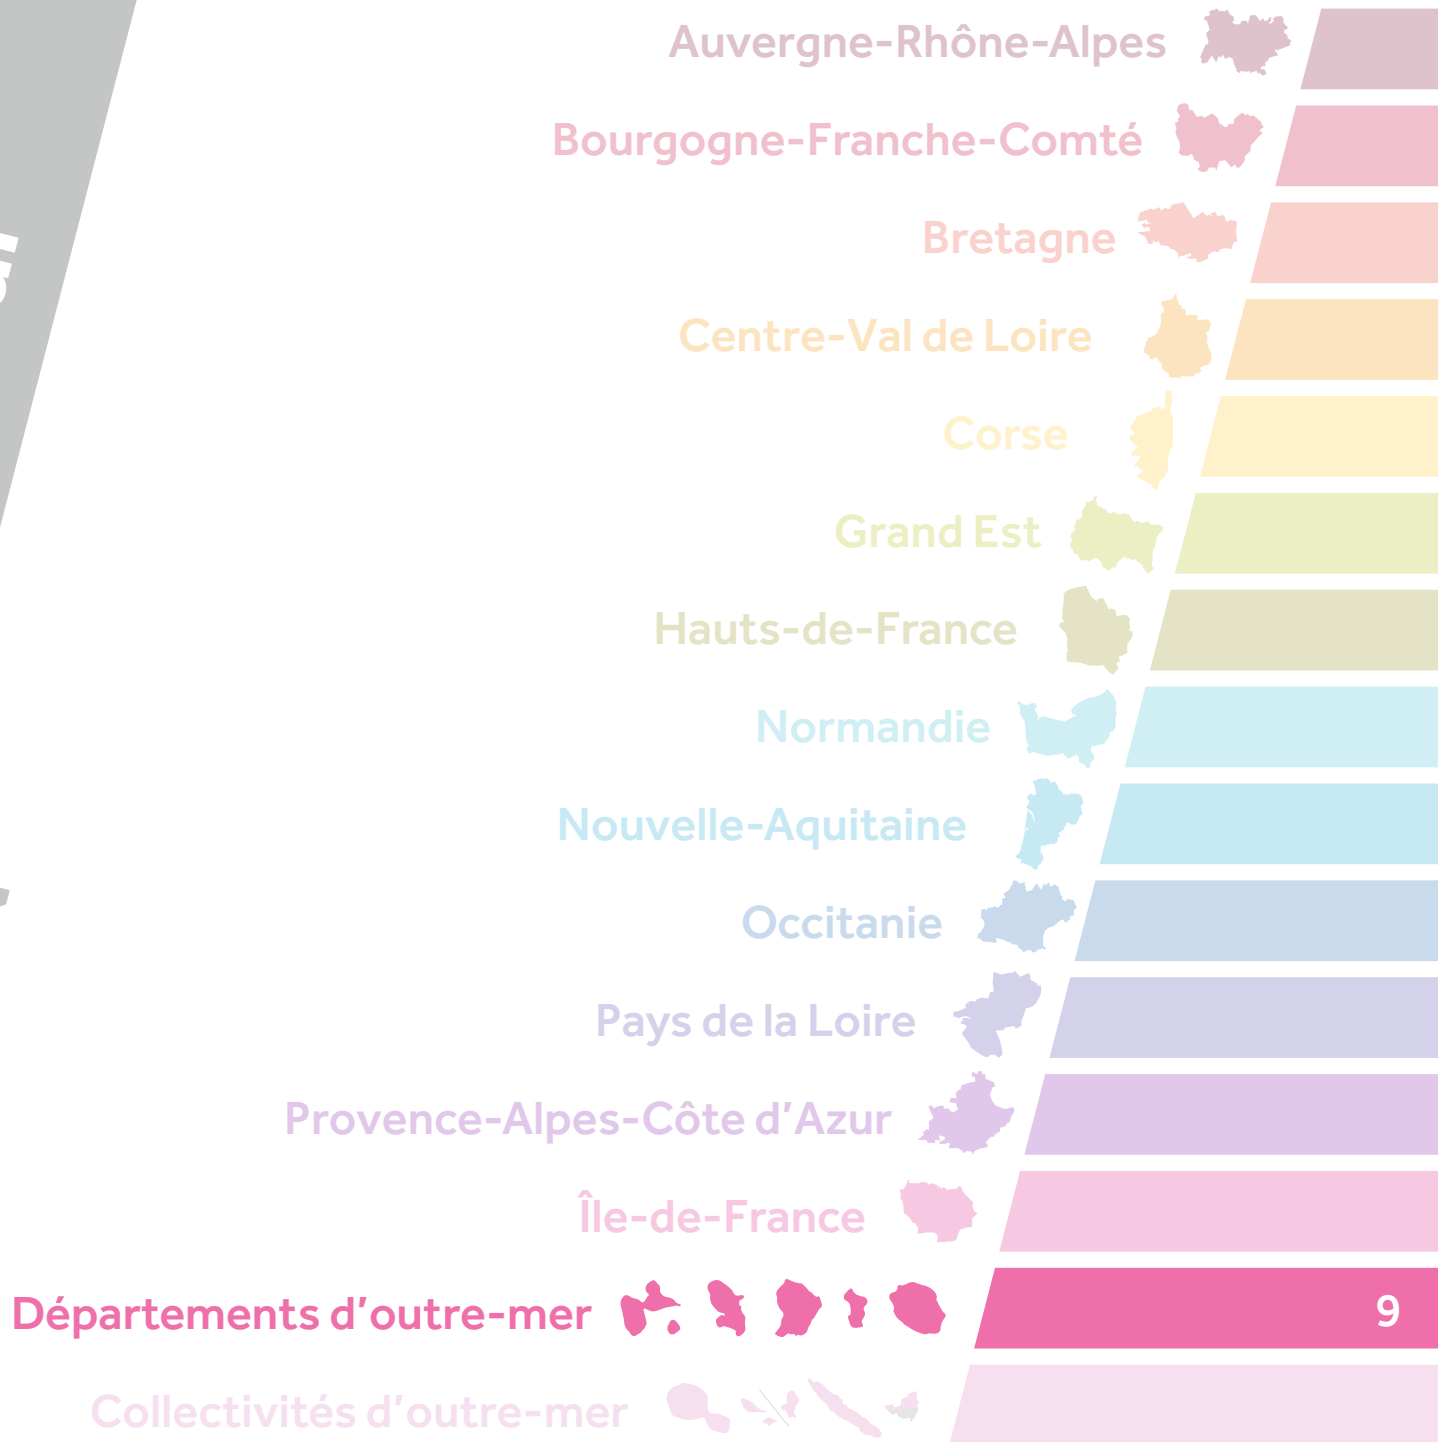 Auvergne-Rhône-Alpes
Bourgogne-Franche-Comté
Bretagne
Centre-Val de Loire
Corse
Grand Est
Hauts-de-France
Normandie
Nouvelle-Aquitaine
Occitanie
Pays de la Loire
Provence-Alpes-Côte d’Azur
Île-de-France
Départements d’outre-mer 9
Collectivités d’outre-mer